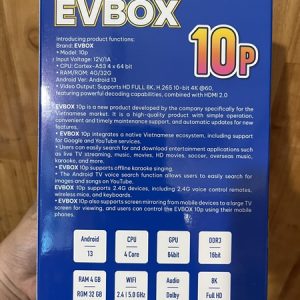 EVBOX
10p
Introducing product functions:
Brand: EVBOX
• Model: 10p
Input Voltage: 12V/1A
• CPU: Cortex-A53 4 x 64 bit
• RAM/ROM: 4G/32G
Android Ver: Android 13
• Video Output: Supports HD FULL, 8K, H.265 10-bit 4K @60,
featuring powerful decoding capabilities, combined with HDMI 2.0
EVBOX 10p is a new product developed by the company specifically for the
Vietnamese market. It is a high-quality product with simple operation,
convenient and timely maintenance support, and automatic updates for new
features.
• EVBOX 10p integrates a native Vietnamese ecosystem, including support
for Google and YouTube services.
• Users can easily search for and download entertainment applications such
as live TV streaming, music, movies, HD movies, soccer, overseas music,
karaoke, and more.
• EVBOX 10p supports offline karaoke singing.
• The Android TV voice search function allows users to easily search for
images and songs on YouTube.
• EVBOX 10p supports 2.4G devices, including 2.4G voice control remotes,
wireless mice, and keyboards.
• EVBOX 10p also supports screen mirroring from mobile devices to a large TV
screen for viewing, and users can control the EVBOX 10p using their mobile
phones.
Android
13
CPU
4 Core
GPU
64bit
DDR3
16bit
RAM 4 GB
ROM 32 GB
WIFI
2.4 | 5.0 GHz
Audio
Dolby
8K
Full HD